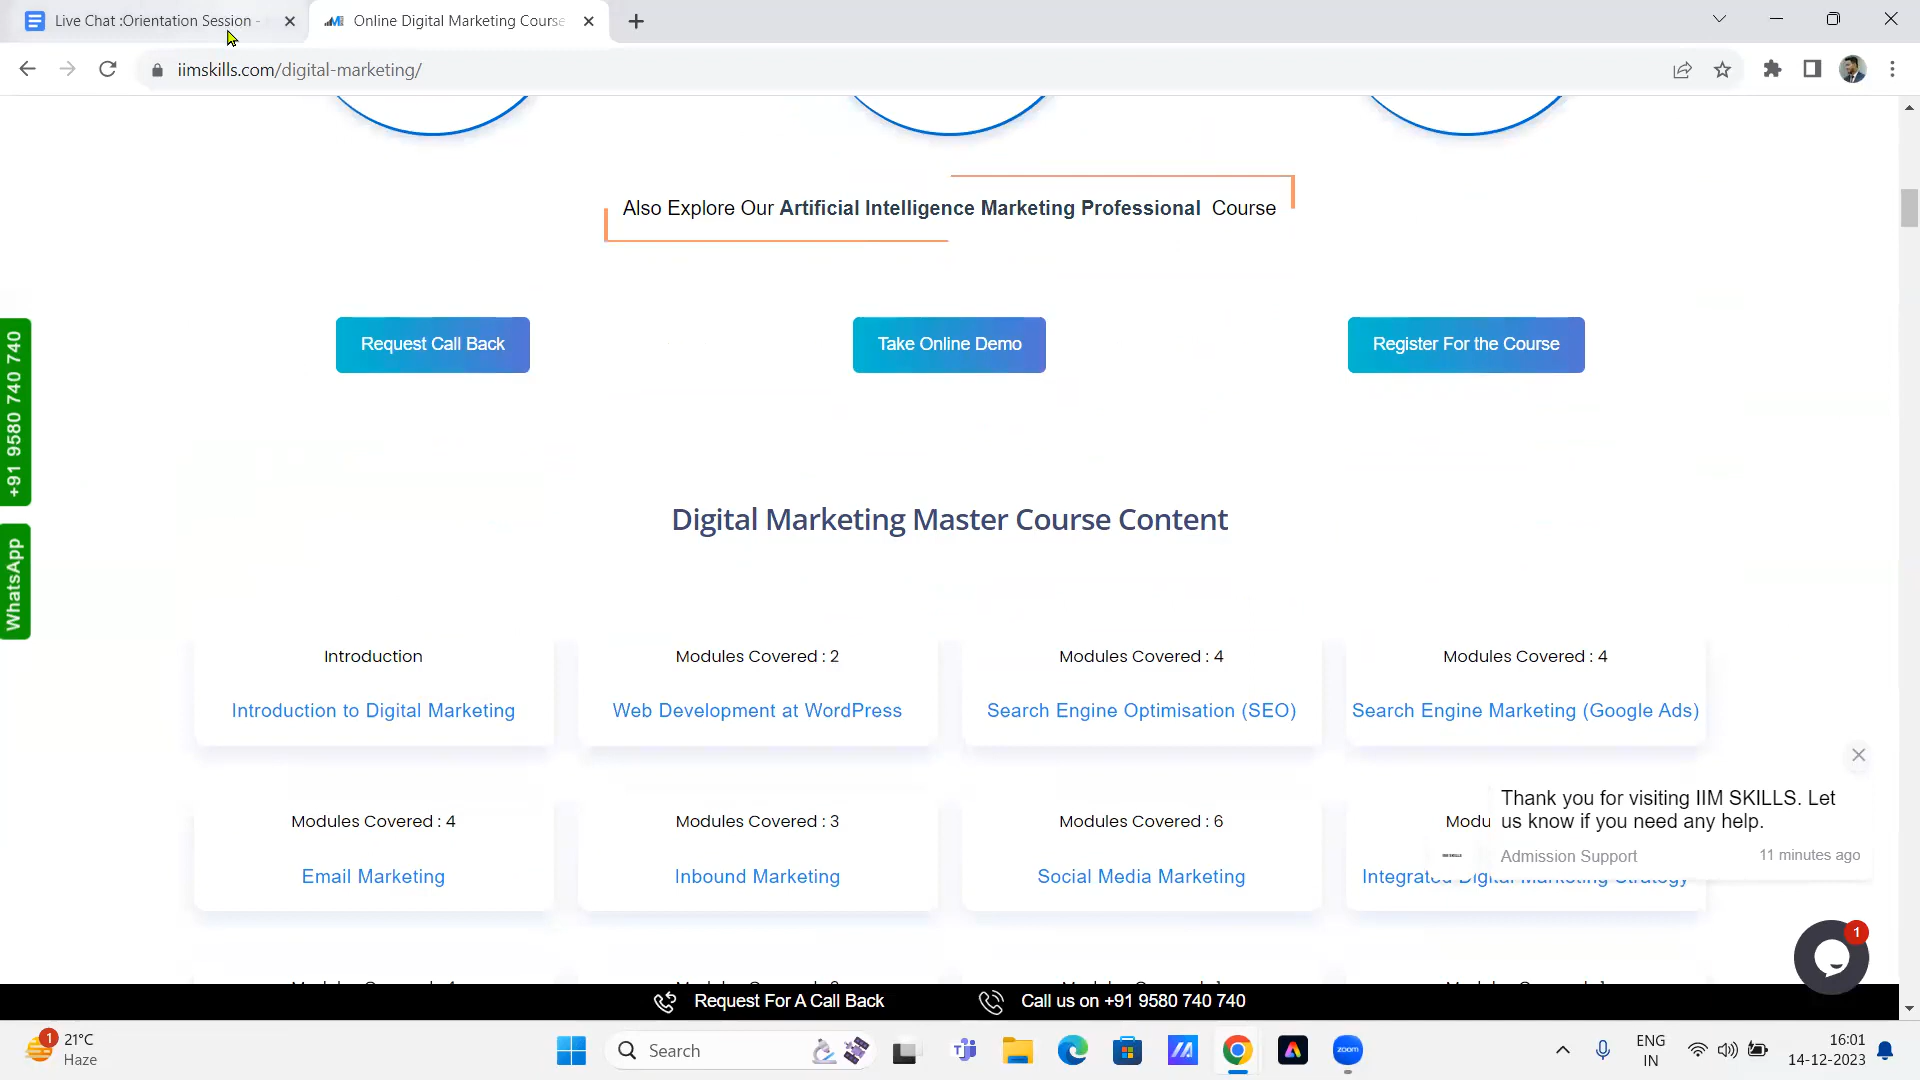 Live Chat :Orientation Session -
Online Digital Marketing Course
iimskills.com/digital-marketing/
Also Explore Our Artificial Intelligence Marketing Professional Course
Request Call Back
Take Online Demo
Register For the Course
+91 9580 740 740
WhatsApp
Digital Marketing Master Course Content
Introduction
Introduction to Digital Marketing
Modules Covered : 2
Web Development at WordPress
Modules Covered : 4
Search Engine Optimisation (SEO)
Modules Covered : 4
Search Engine Marketing (Google Ads)
Modules Covered : 4
Email Marketing
Modules Covered : 3
Inbound Marketing
Modules Covered : 6
Social Media Marketing
Modu
Integrated Digital Marketing Strategy
Thank you for visiting IIM SKILLS. Let
us know if you need any help.
Admission Support
11 minutes ago
1
Request For A Call Back
Call us on +91 9580 740 740
1
21°C
Haze
Search
zoom
ENG
IN
16:01
14-12-2023